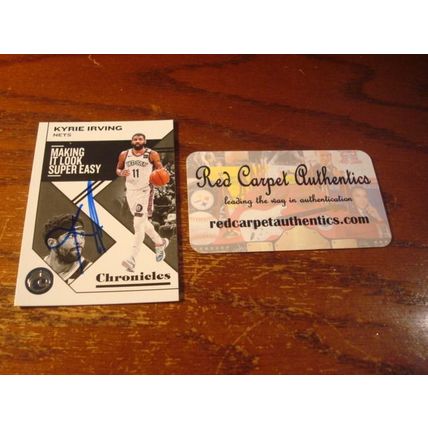 KYRIE IRVING
NETS
MAKING
IT LOOK
SUPER EASY
11
Chronicles
Red Carpet Authentics
leading the way in authentication
redcarpetauthentics.com